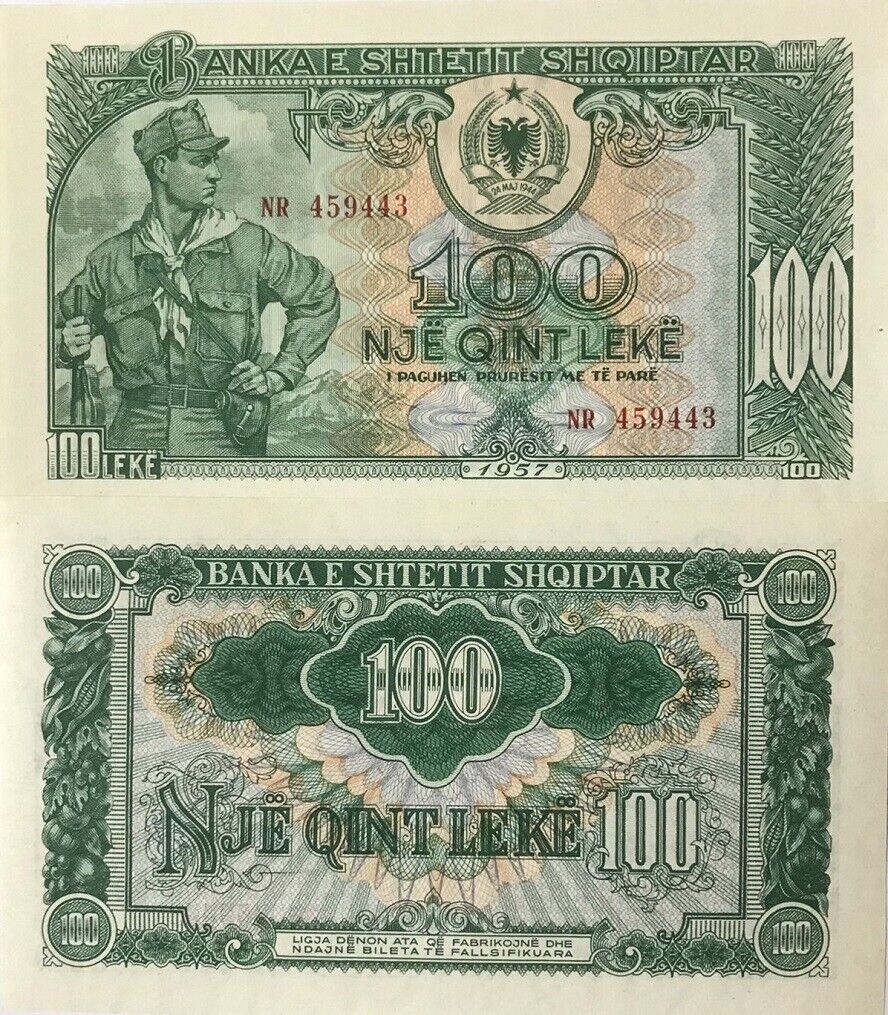 100 BANKA E SHTETIT SHQIPTAR 100
24 MAJ 1944
NR 459443
100
100
NJË QINT LEKË
I PAGUHEN PRURËSIT ME TË PARË
NR 459443
100 LEKË
1957
100
100 BANKA E SHTETIT SHQIPTAR 100
100
NJË QINT LEKË 100
100
LIGJA DËNON ATA QË FABRIKOJNË DHE
NDAJNË BILETA TË FALLSIFIKUARA
100